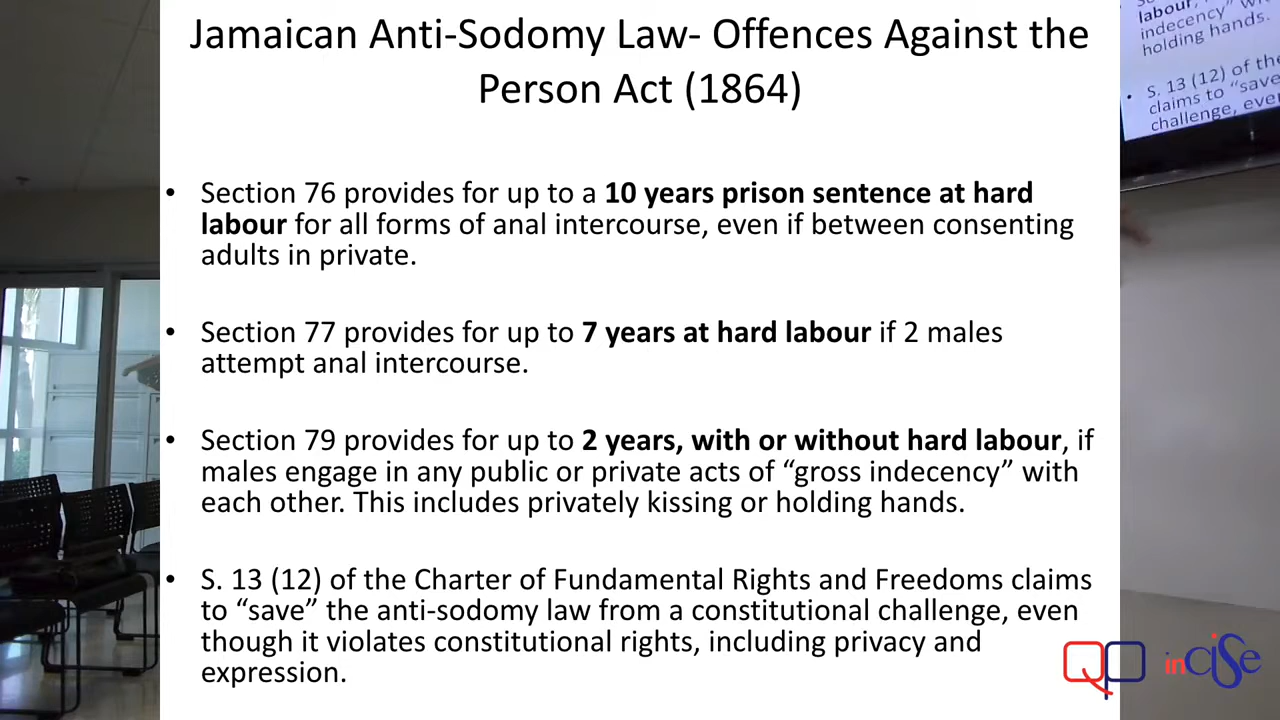 Jamaican Anti-Sodomy Law- Offences Against the
Person Act (1864)
• Section 76 provides for up to a 10 years prison sentence at hard
labour for all forms of anal intercourse, even if between consenting
adults in private.
• Section 77 provides for up to 7 years at hard labour if 2 males
attempt anal intercourse.
• Section 79 provides for up to 2 years, with or without hard labour, if
males engage in any public or private acts of “gross indecency” with
each other. This includes privately kissing or holding hands.
• S. 13 (12) of the Charter of Fundamental Rights and Freedoms claims
to “save” the anti-sodomy law from a constitutional challenge, even
though it violates constitutional rights, including privacy and
expression.
labour,
indecency”
holding hands.
• S. 13 (12) of the
claims to “save
challenge, even
QP inciSe